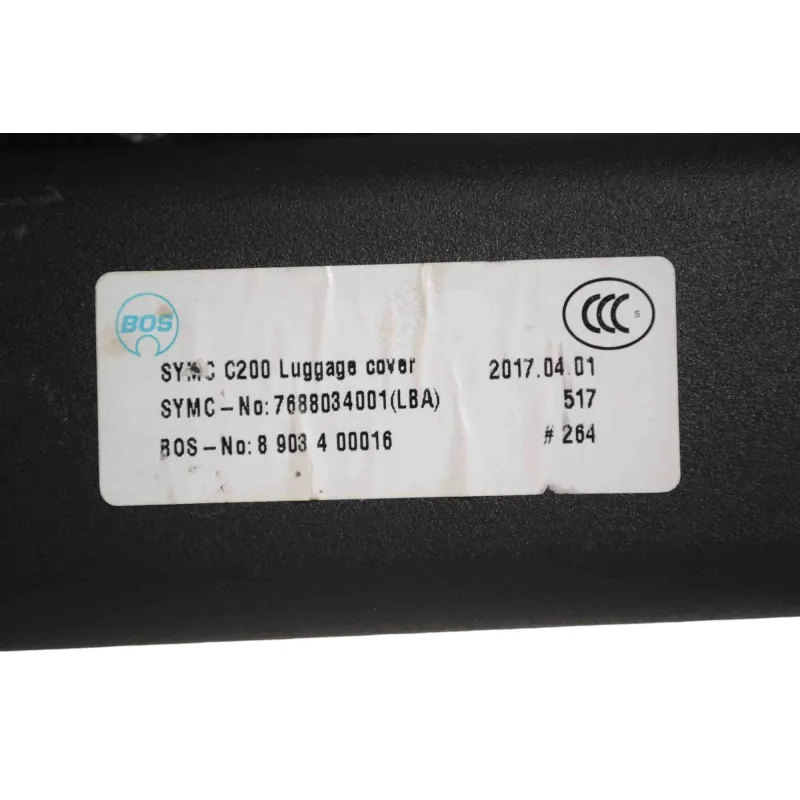 BOS
CCC S
SYMC C200 Luggage cover 2017.04.01
SYMC-No:7688034001(LBA) 517
BOS-No:8 903 4 00016 # 264